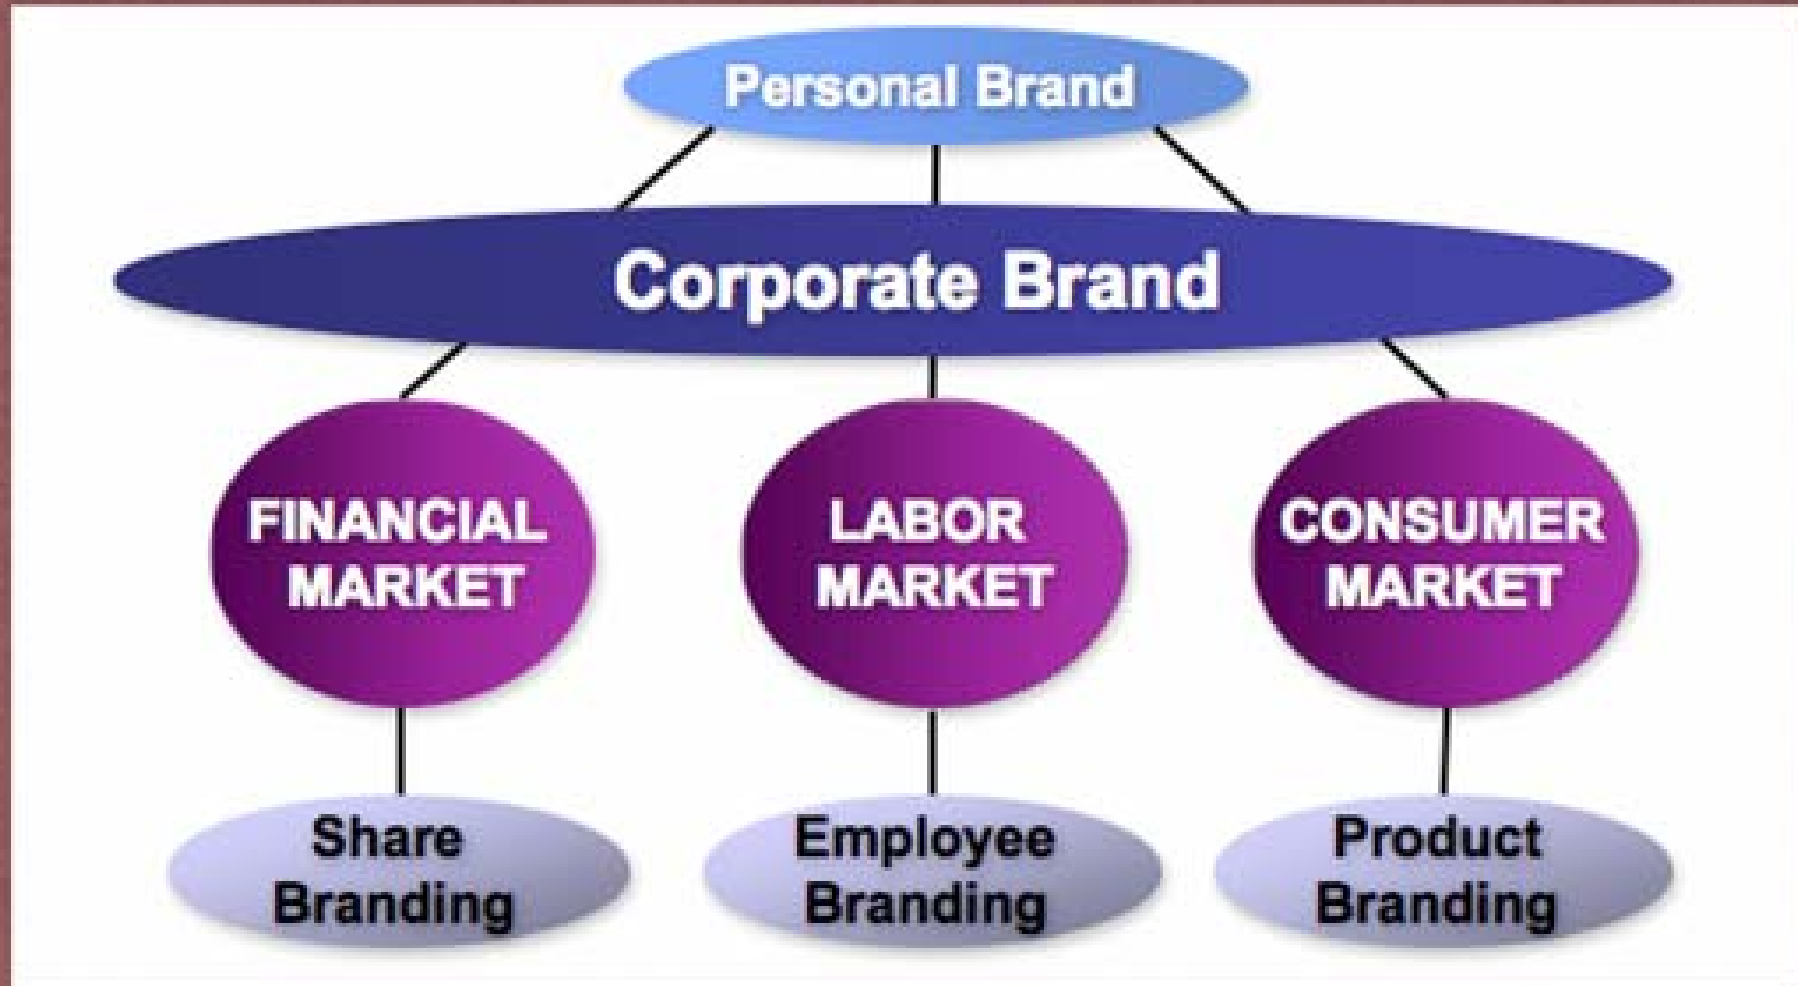 Personal Brand
Corporate Brand
FINANCIAL
MARKET
LABOR
MARKET
CONSUMER
MARKET
Share
Branding
Employee
Branding
Product
Branding